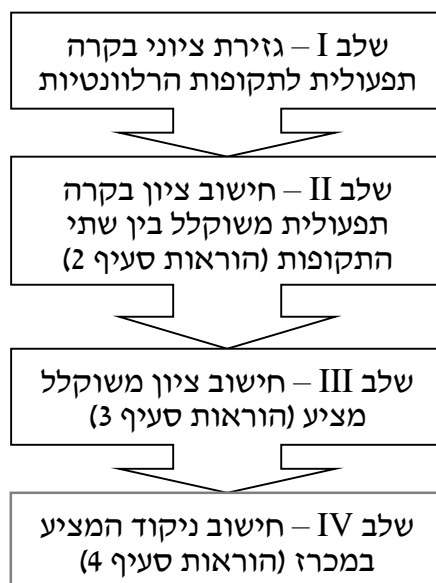 שלב I – גזירת ציוני בקרה
תפעולית לתקופות הרלוונטיות
שלב II – חישוב ציון בקרה
תפעולית משוקלל בין שתי
התקופות (הוראות סעיף 2)
שלב III – חישוב ציון משוקלל
מציע (הוראות סעיף 3)
שלב IV – חישוב ניקוד המציע
במכרז (הוראות סעיף 4)